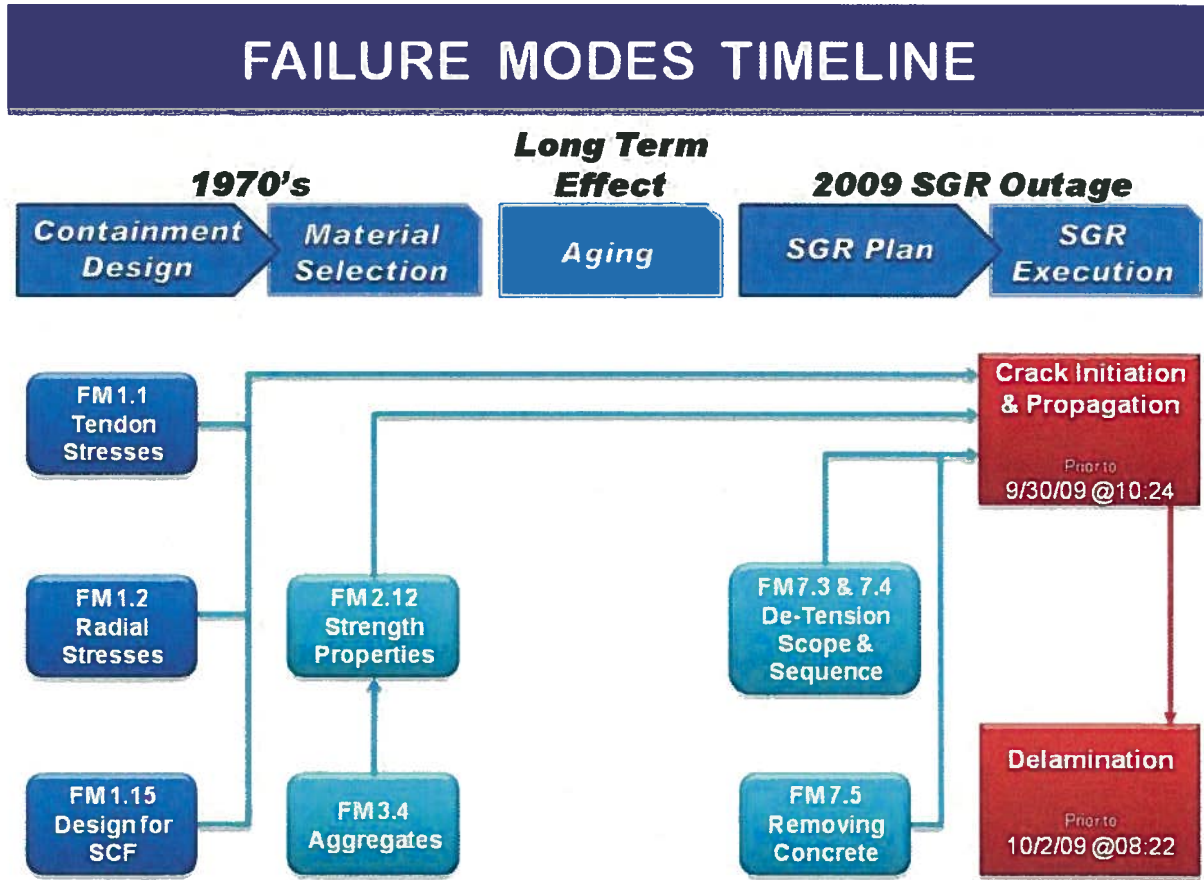 FAILURE MODES TIMELINE
1970's
Long Term
Effect
2009 SGR Outage
Containment
Design
Material
Selection
Aging
SGR Plan
SGR
Execution
FM 1.1
Tendon
Stresses
Crack Initiation
& Propagation
Prior to
9/30/09 @10:24
FM 1.2
Radial
Stresses
FM 2.12
Strength
Properties
FM 7.3 & 7.4
De-Tension
Scope &
Sequence
FM 1.15
Design for
SCF
FM 3.4
Aggregates
FM 7.5
Removing
Concrete
Delamination
Prior to
10/2/09 @08:22